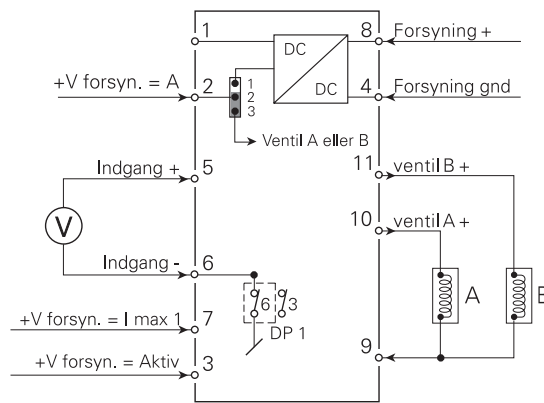 1
8
Forsyning +
DC
+V forsyn. = A
2
1
2
3
DC
4
Forsyning gnd
Ventil A eller B
Indgang +
5
11
ventil B +
V
10
ventil A +
Indgang -
6
6
3
A
B
DP 1
+V forsyn. = I max 1
7
9
+V forsyn. = Aktiv
3